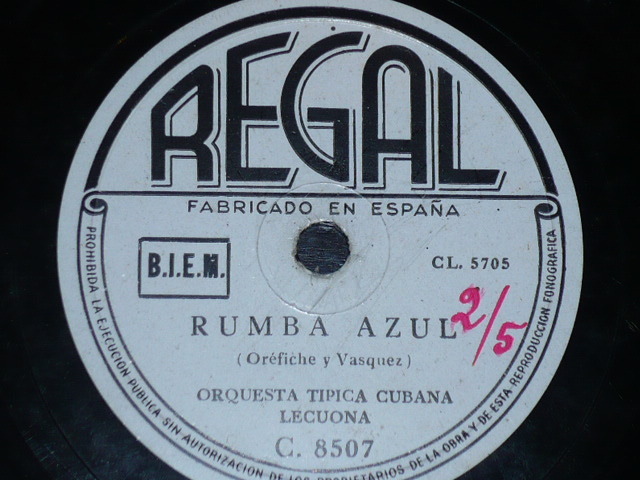 REGAL
FABRICADO EN ESPAÑA
B.I.E.M.
CL. 5705
RUMBA AZUL
2/5
(Oréfiche y Vasquez)
ORQUESTA TIPICA CUBANA
LECUONA
C. 8507
PROHIBIDA LA EJECUCIÓN PUBLICA SIN AUTORIZACION DE LOS PROPIETARIOS DE LA OBRA Y DE ESTA REPRODUCCION FONOGRAFICA